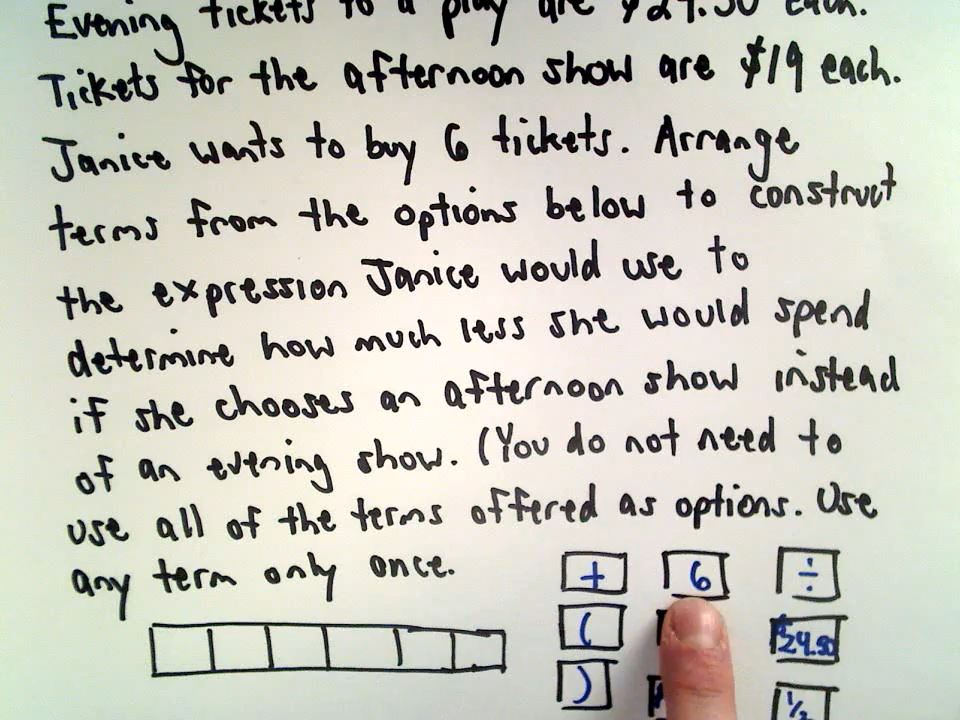 Evening tickets to a play are $24.50 each.
Tickets for the afternoon show are $19 each.
Janice wants to buy 6 tickets. Arrange
terms from the options below to construct
the expression Janice would use to
determine how much less she would spend
if she chooses an afternoon show instead
of an evening show. (You do not need to
use all of the terms offered as options. Use
any term only once.
+ 6 ÷
( $24.50
) 1/2